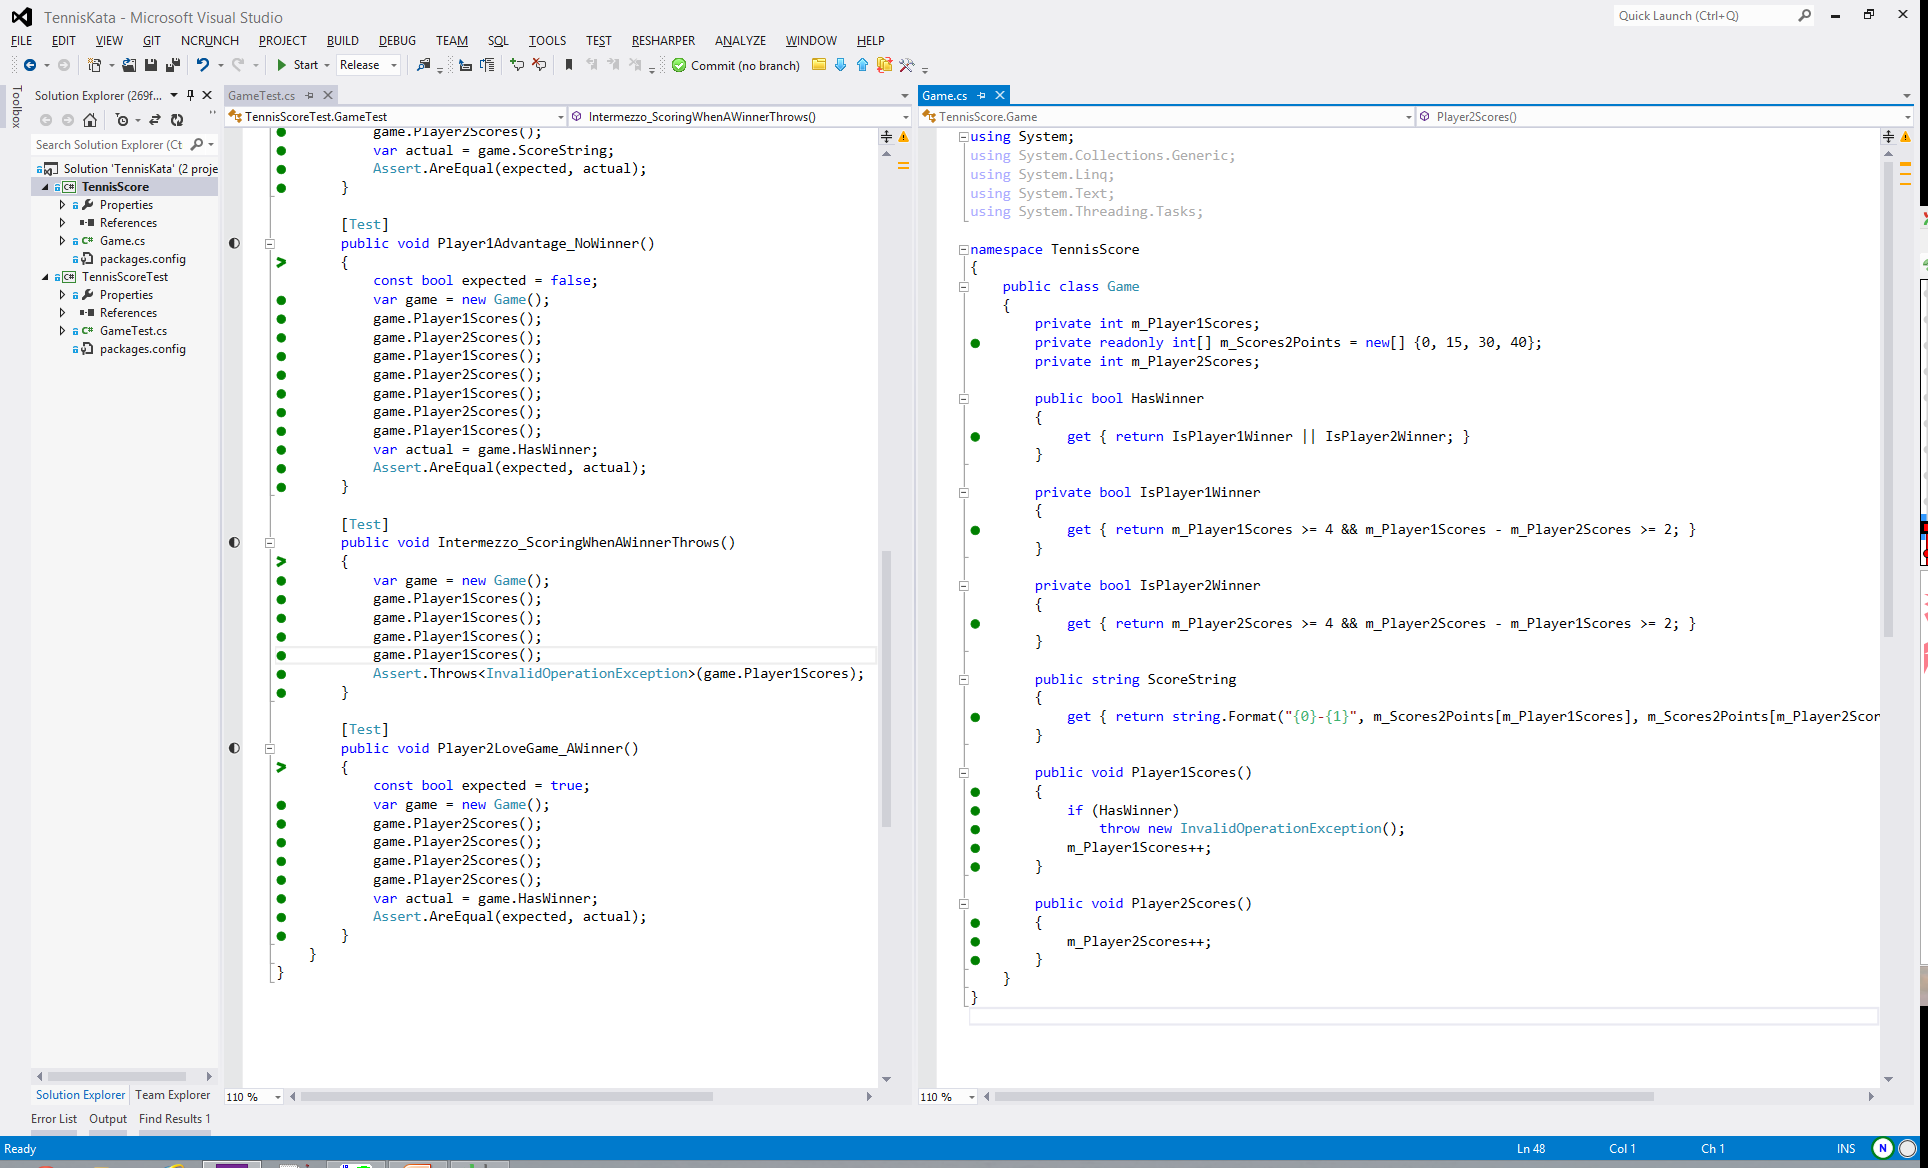 TennisKata - Microsoft Visual Studio
Quick Launch (Ctrl+Q)
FILE EDIT VIEW GIT NCRUNCH PROJECT BUILD DEBUG TEAM SQL TOOLS TEST RESHARPER ANALYZE WINDOW HELP
Start Release Commit (no branch)
Toolbox
Solution Explorer (269f...
Search Solution Explorer (Ct
Solution 'TennisKata' (2 proje
TennisScore
Properties
References
Game.cs
packages.config
TennisScoreTest
Properties
References
GameTest.cs
packages.config
Solution Explorer Team Explorer
Error List Output Find Results 1
GameTest.cs
TennisScoreTest.GameTest Intermezzo_ScoringWhenAWinnerThrows()
game.Player2Scores();
var actual = game.ScoreString;
Assert.AreEqual(expected, actual);
}
[Test]
public void Player1Advantage_NoWinner()
{
const bool expected = false;
var game = new Game();
game.Player1Scores();
game.Player2Scores();
game.Player1Scores();
game.Player2Scores();
game.Player1Scores();
game.Player2Scores();
game.Player1Scores();
var actual = game.HasWinner;
Assert.AreEqual(expected, actual);
}
[Test]
public void Intermezzo_ScoringWhenAWinnerThrows()
{
var game = new Game();
game.Player1Scores();
game.Player1Scores();
game.Player1Scores();
game.Player1Scores();
Assert.Throws<InvalidOperationException>(game.Player1Scores);
}
[Test]
public void Player2LoveGame_AWinner()
{
const bool expected = true;
var game = new Game();
game.Player2Scores();
game.Player2Scores();
game.Player2Scores();
game.Player2Scores();
var actual = game.HasWinner;
Assert.AreEqual(expected, actual);
}
}
}
110 %
Game.cs
TennisScore.Game Player2Scores()
using System;
using System.Collections.Generic;
using System.Linq;
using System.Text;
using System.Threading.Tasks;
namespace TennisScore
{
public class Game
{
private int m_Player1Scores;
private readonly int[] m_Scores2Points = new[] {0, 15, 30, 40};
private int m_Player2Scores;
public bool HasWinner
{
get { return IsPlayer1Winner || IsPlayer2Winner; }
}
private bool IsPlayer1Winner
{
get { return m_Player1Scores >= 4 && m_Player1Scores - m_Player2Scores >= 2; }
}
private bool IsPlayer2Winner
{
get { return m_Player2Scores >= 4 && m_Player2Scores - m_Player1Scores >= 2; }
}
public string ScoreString
{
get { return string.Format("{0}-{1}", m_Scores2Points[m_Player1Scores], m_Scores2Points[m_Player2Scor
}
public void Player1Scores()
{
if (HasWinner)
throw new InvalidOperationException();
m_Player1Scores++;
}
public void Player2Scores()
{
m_Player2Scores++;
}
}
}
110 %
Ready Ln 48 Col 1 Ch 1 INS N